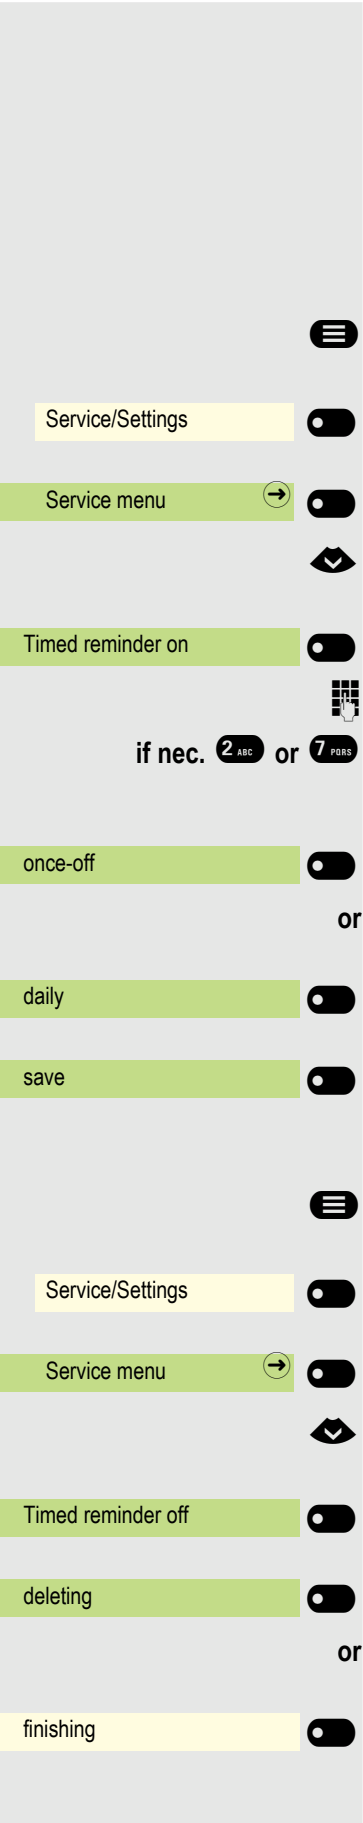 Service/Settings
Service menu
Timed reminder on
if nec. 2 ABC or 7 PQRS
once-off
or
daily
save
Service/Settings
Service menu
Timed reminder off
deleting
or
finishing